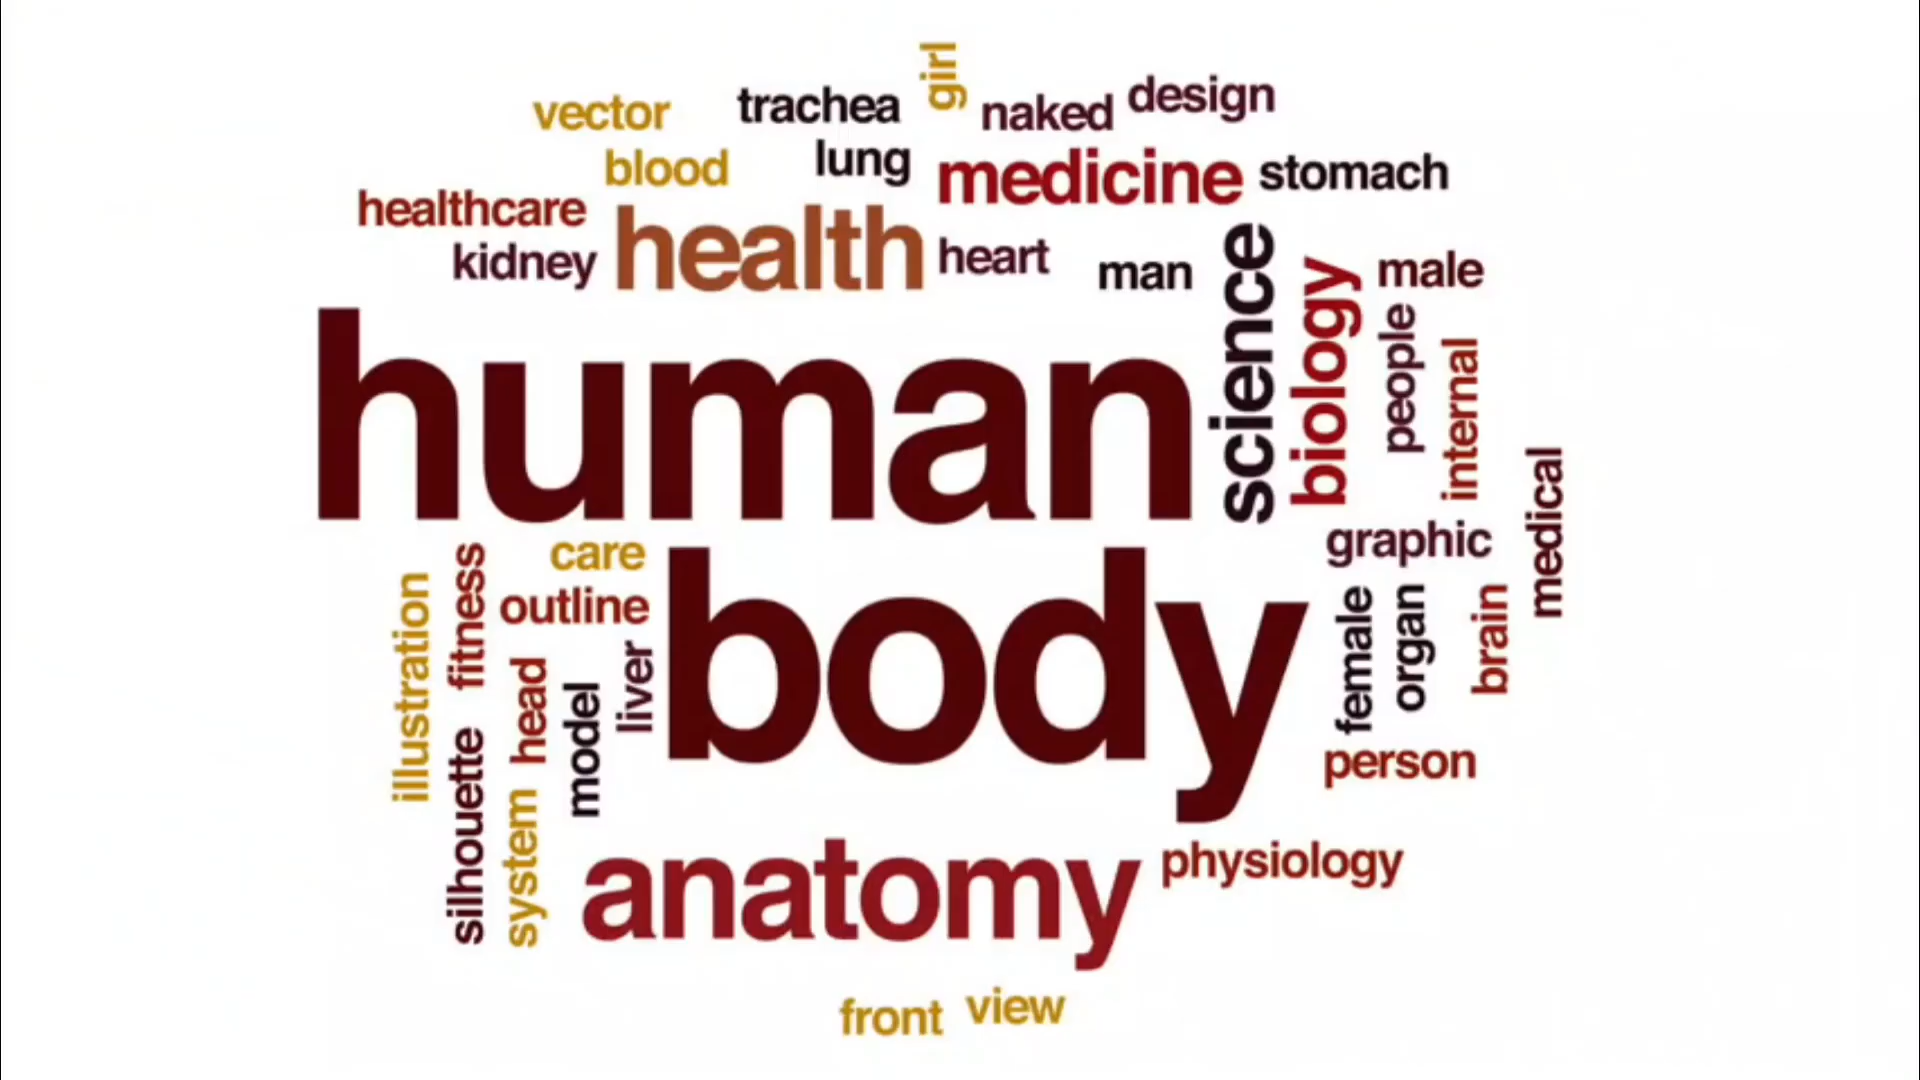 girl
design
vector
trachea
naked
blood
lung
medicine
stomach
healthcare
kidney
health
heart
man
science
biology
male
people
internal
human
medical
graphic
care
fitness
illustration
outline
body
female
organ
brain
liver
head
model
silhouette
system
person
anatomy
physiology
front
view